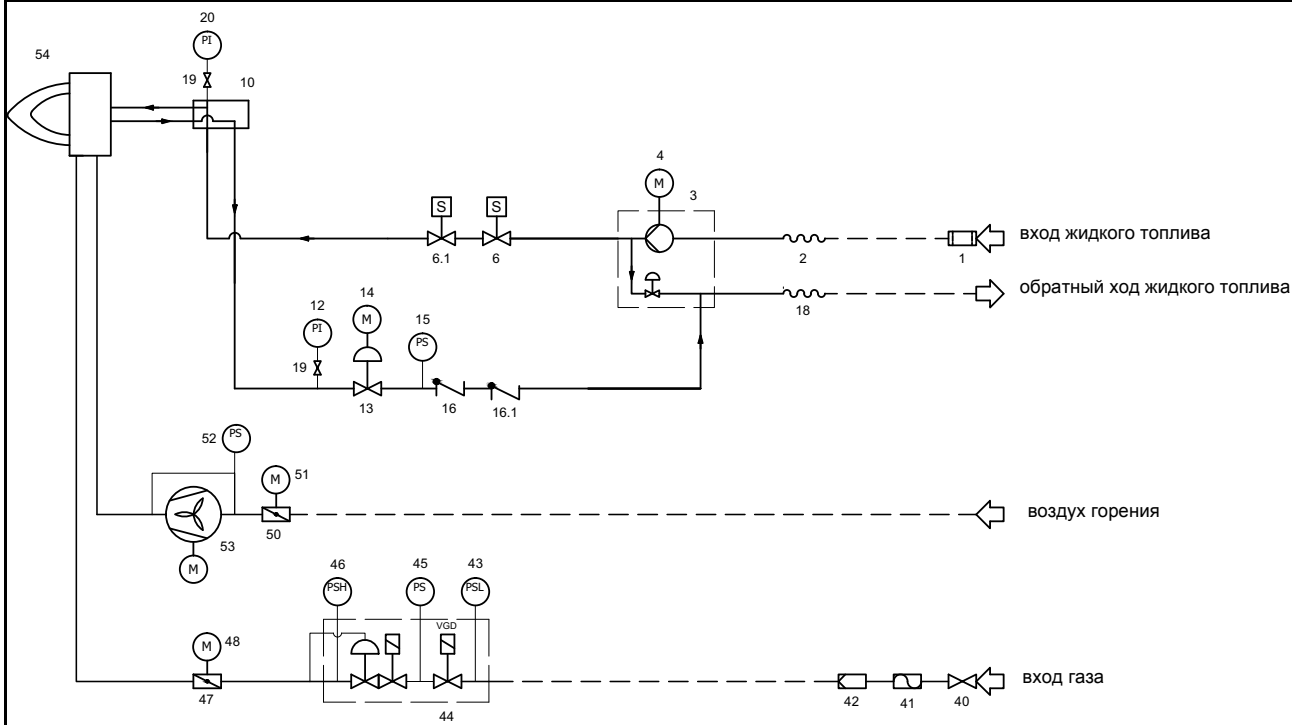 20
PI
54
19
10
4
M
3
S
S
6.1
6
2
1
вход жидкого топлива
18
обратный ход жидкого топлива
12
14
15
PI
M
PS
19
13
16
16.1
52
PS
M
51
50
53
M
воздух горения
46
45
43
PSH
PS
PSL
VGD
M
48
47
44
42
41
40
вход газа